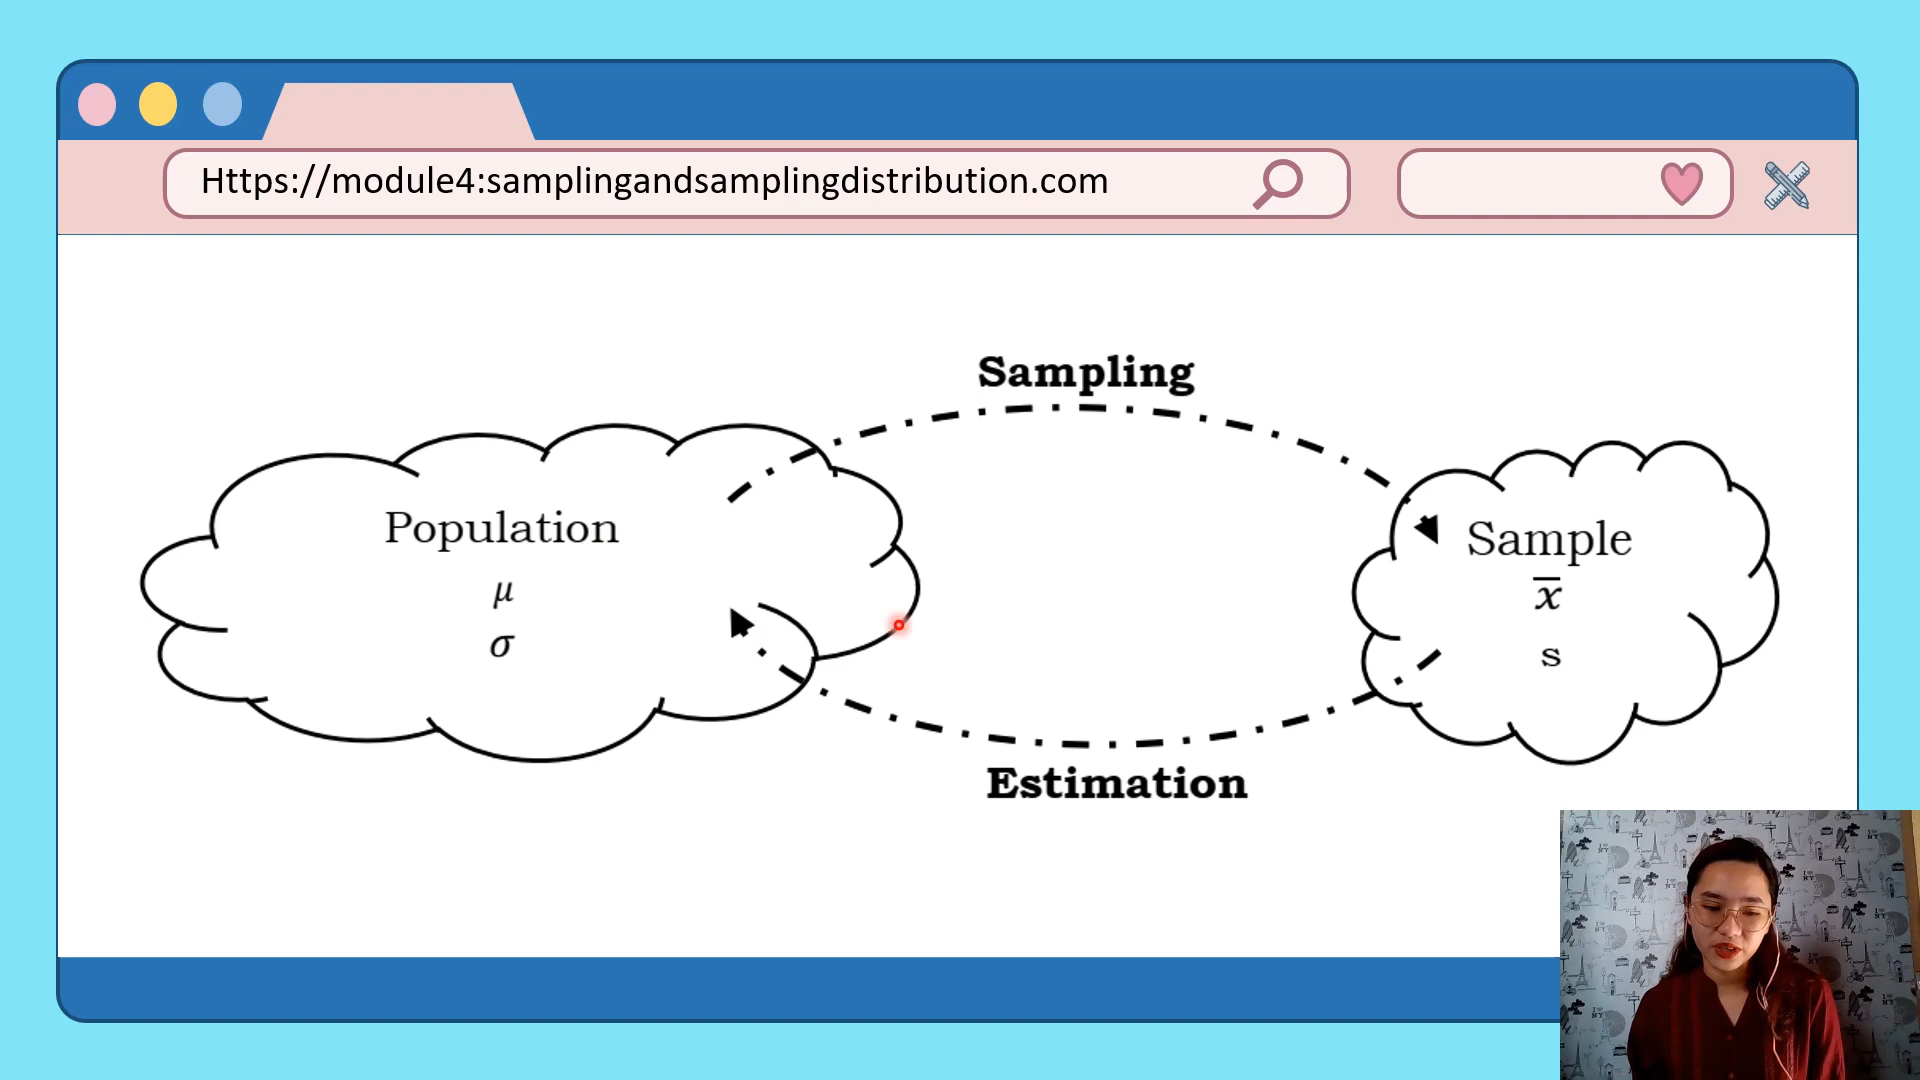 Https://module4:samplingandsamplingdistribution.com
Sampling
Population
μ
σ
Sample
x̅
s
Estimation